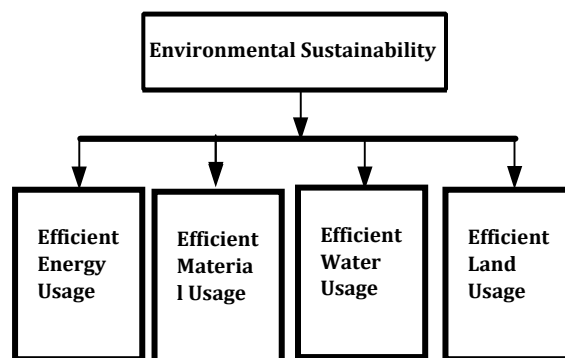 Environmental Sustainability
Efficient
Energy
Usage
Efficient
Materia
l Usage
Efficient
Water
Usage
Efficient
Land
Usage